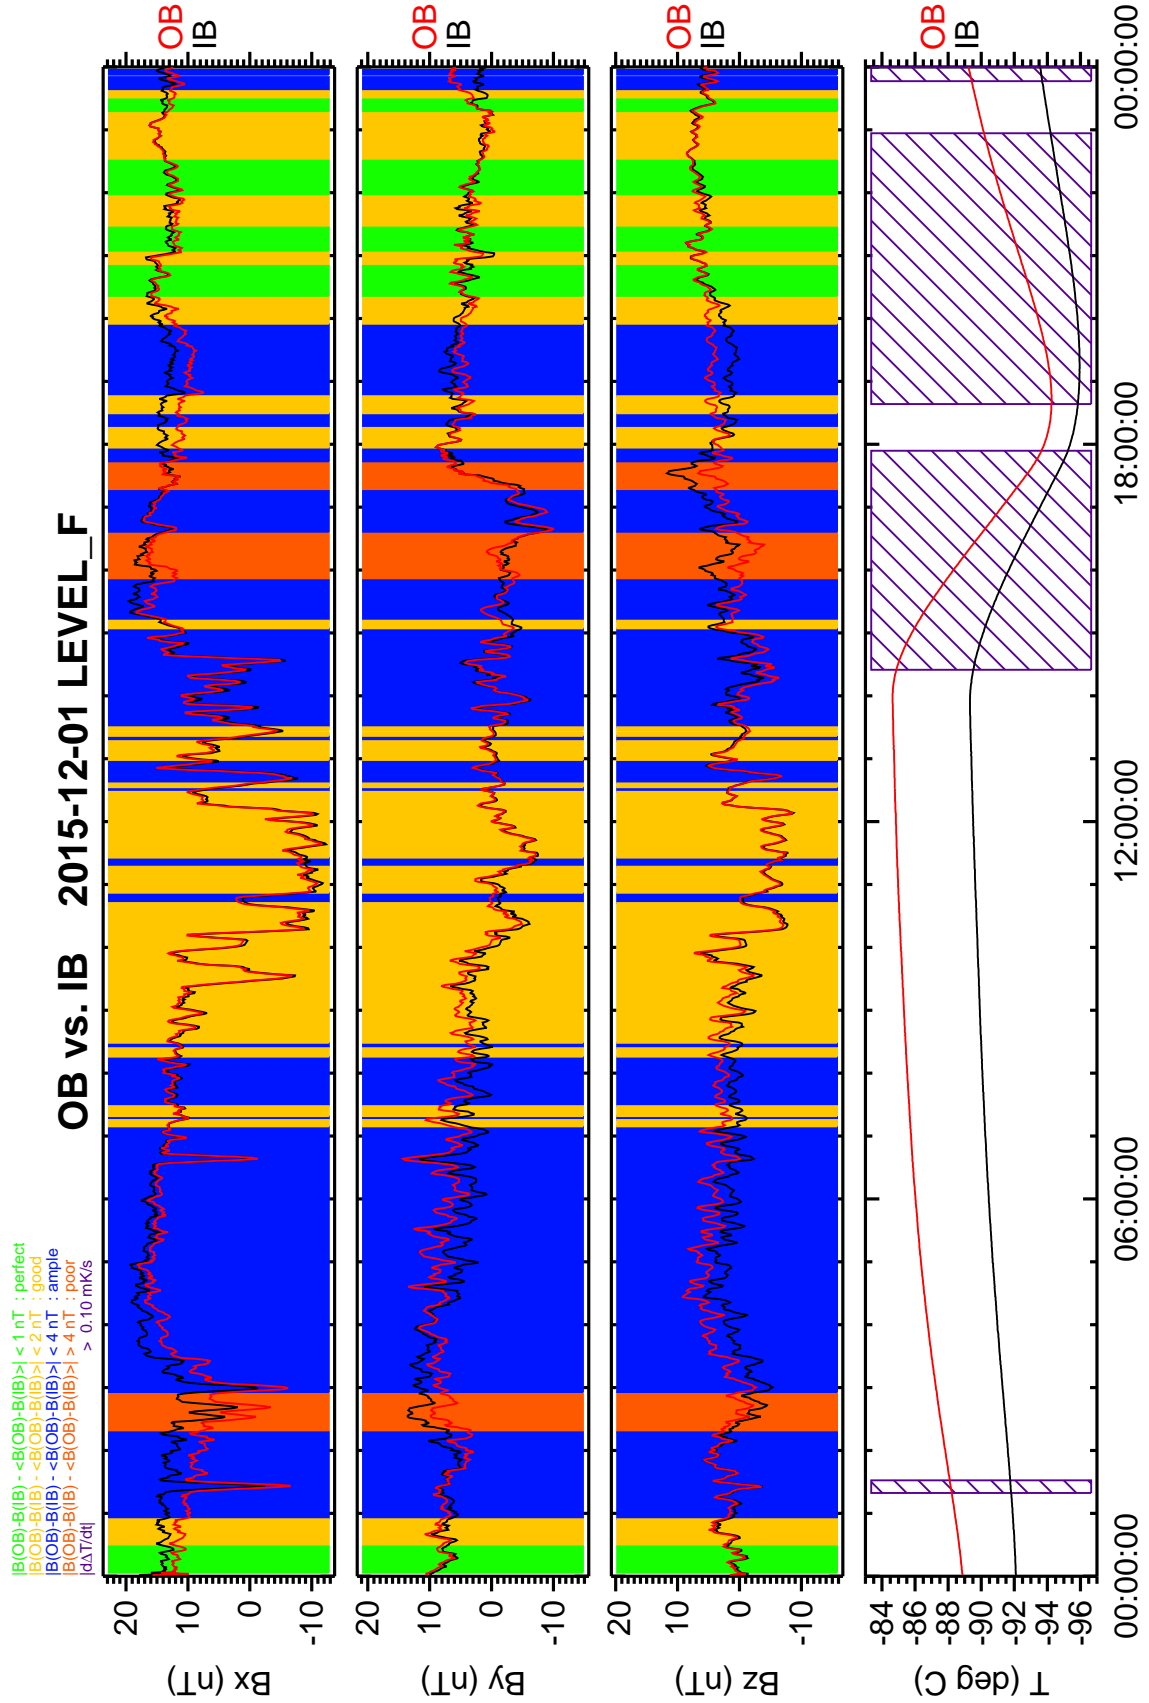 OB vs. IB 2015-12-01 LEVEL_F
|B(OB)-B(IB) - <B(OB)-B(IB)>| < 1 nT : perfect
|B(OB)-B(IB) - <B(OB)-B(IB)>| < 2 nT : good
|B(OB)-B(IB) - <B(OB)-B(IB)>| < 4 nT : ample
|B(OB)-B(IB) - <B(OB)-B(IB)>| > 4 nT : poor
|dΔT/dt| > 0.10 mK/s
Bx (nT)
20
10
0
-10
OB
IB
By (nT)
20
10
0
-10
OB
IB
Bz (nT)
20
10
0
-10
OB
IB
T (deg C)
-84
-86
-88
-90
-92
-94
-96
OB
IB
00:00:00 06:00:00 12:00:00 18:00:00 00:00:00